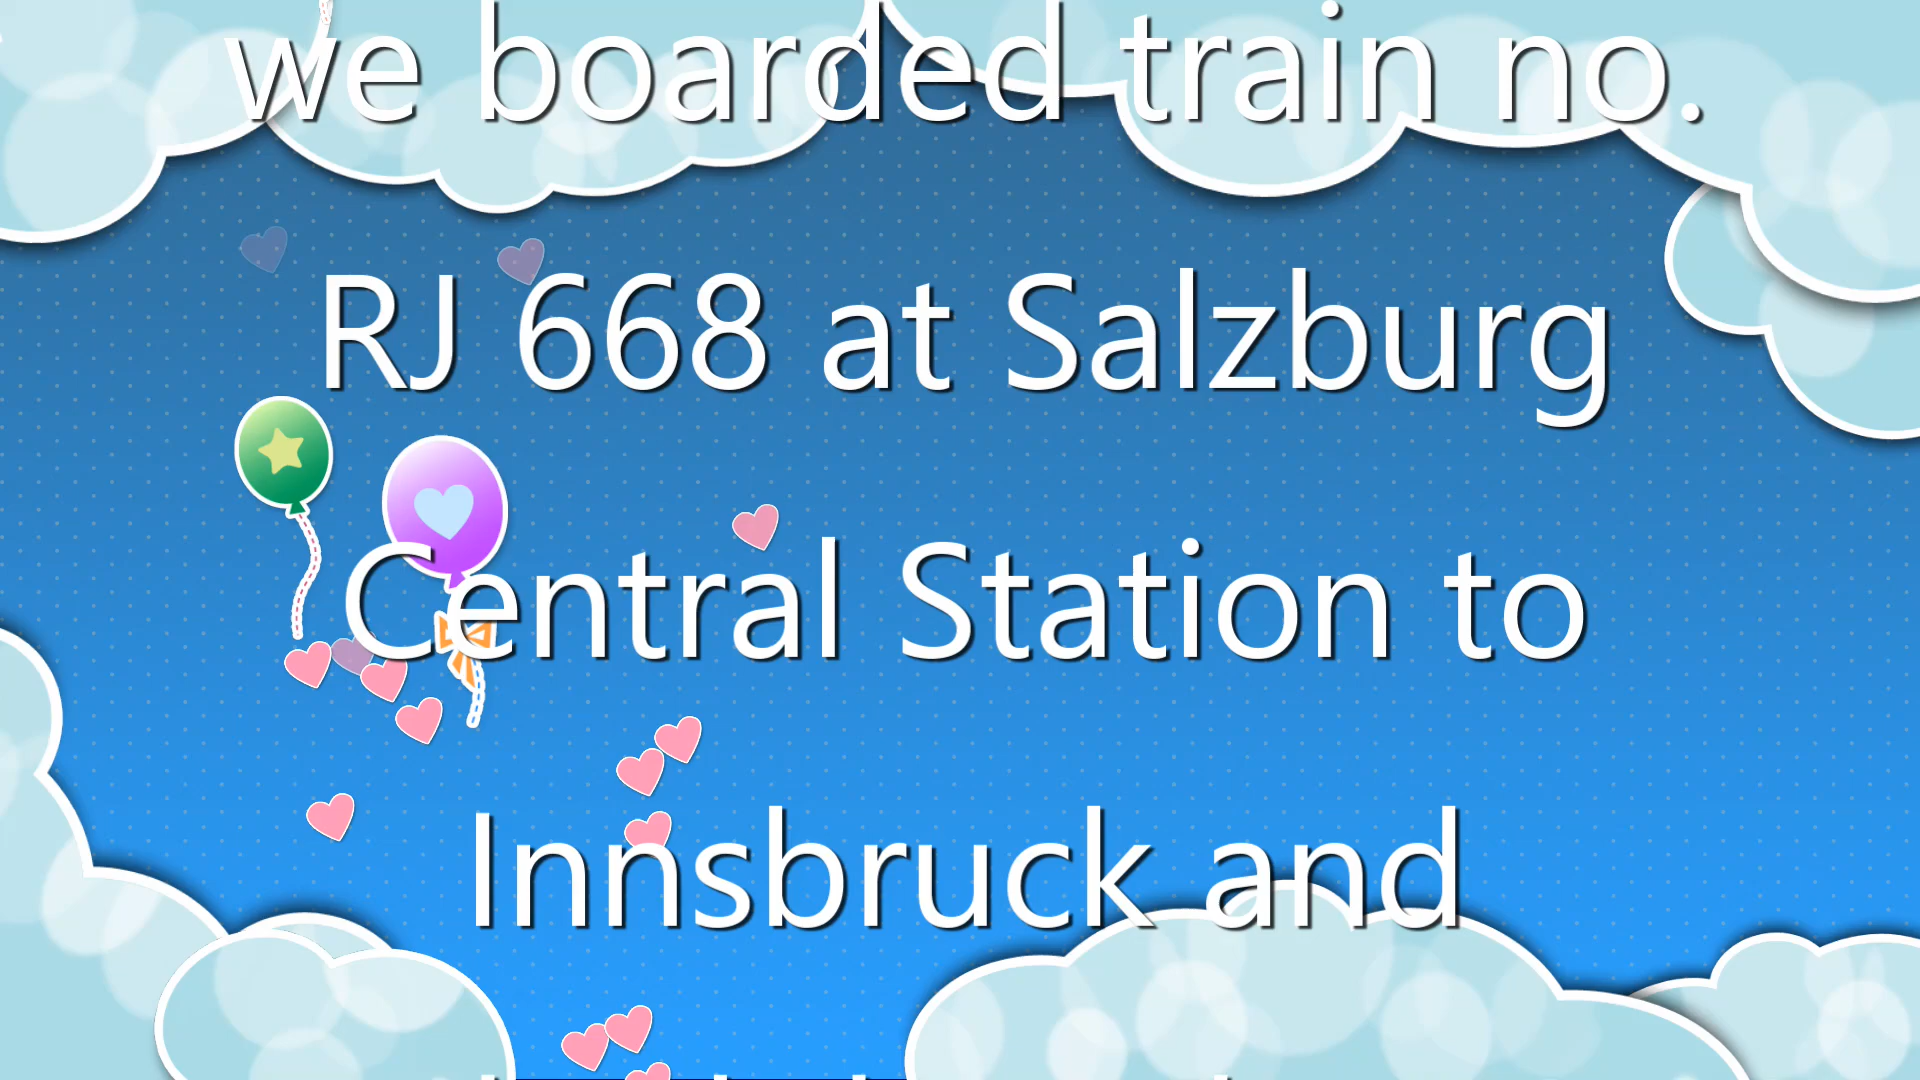 we boarded train no.
RJ 668 at Salzburg
Central Station to
Innsbruck and